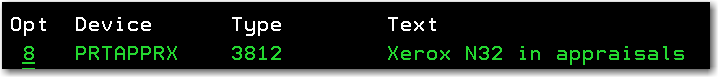 Opt Device Type Text
8 PRTAPPRX 3812 Xerox N32 in appraisals